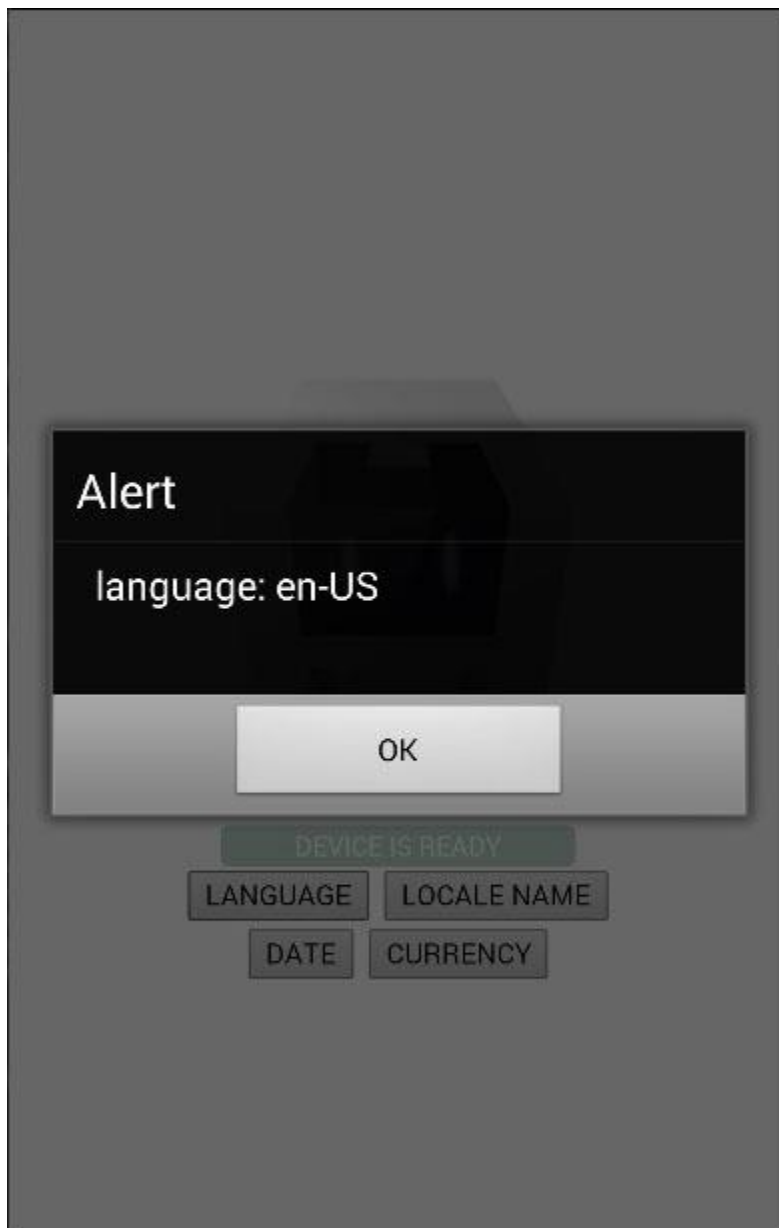 Alert
language: en-US
OK
DEVICE IS READY
LANGUAGE LOCALE NAME
DATE CURRENCY